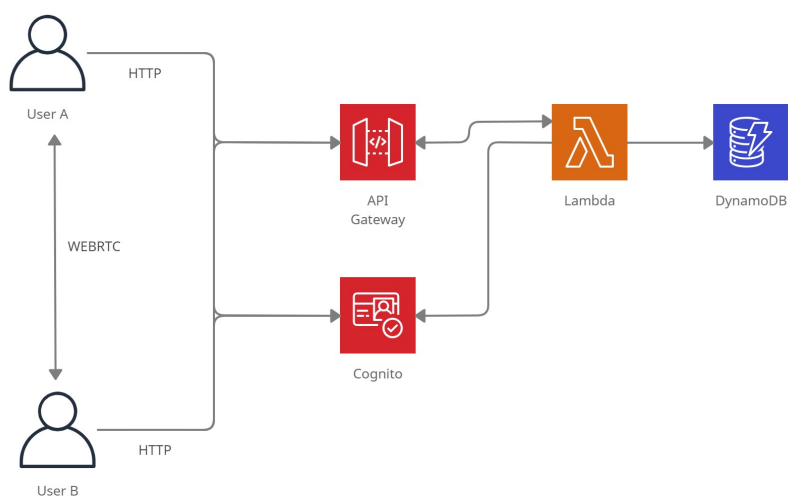 HTTP
User A
WEBRTC
</>
API
Gateway
Lambda
DynamoDB
Cognito
HTTP
User B